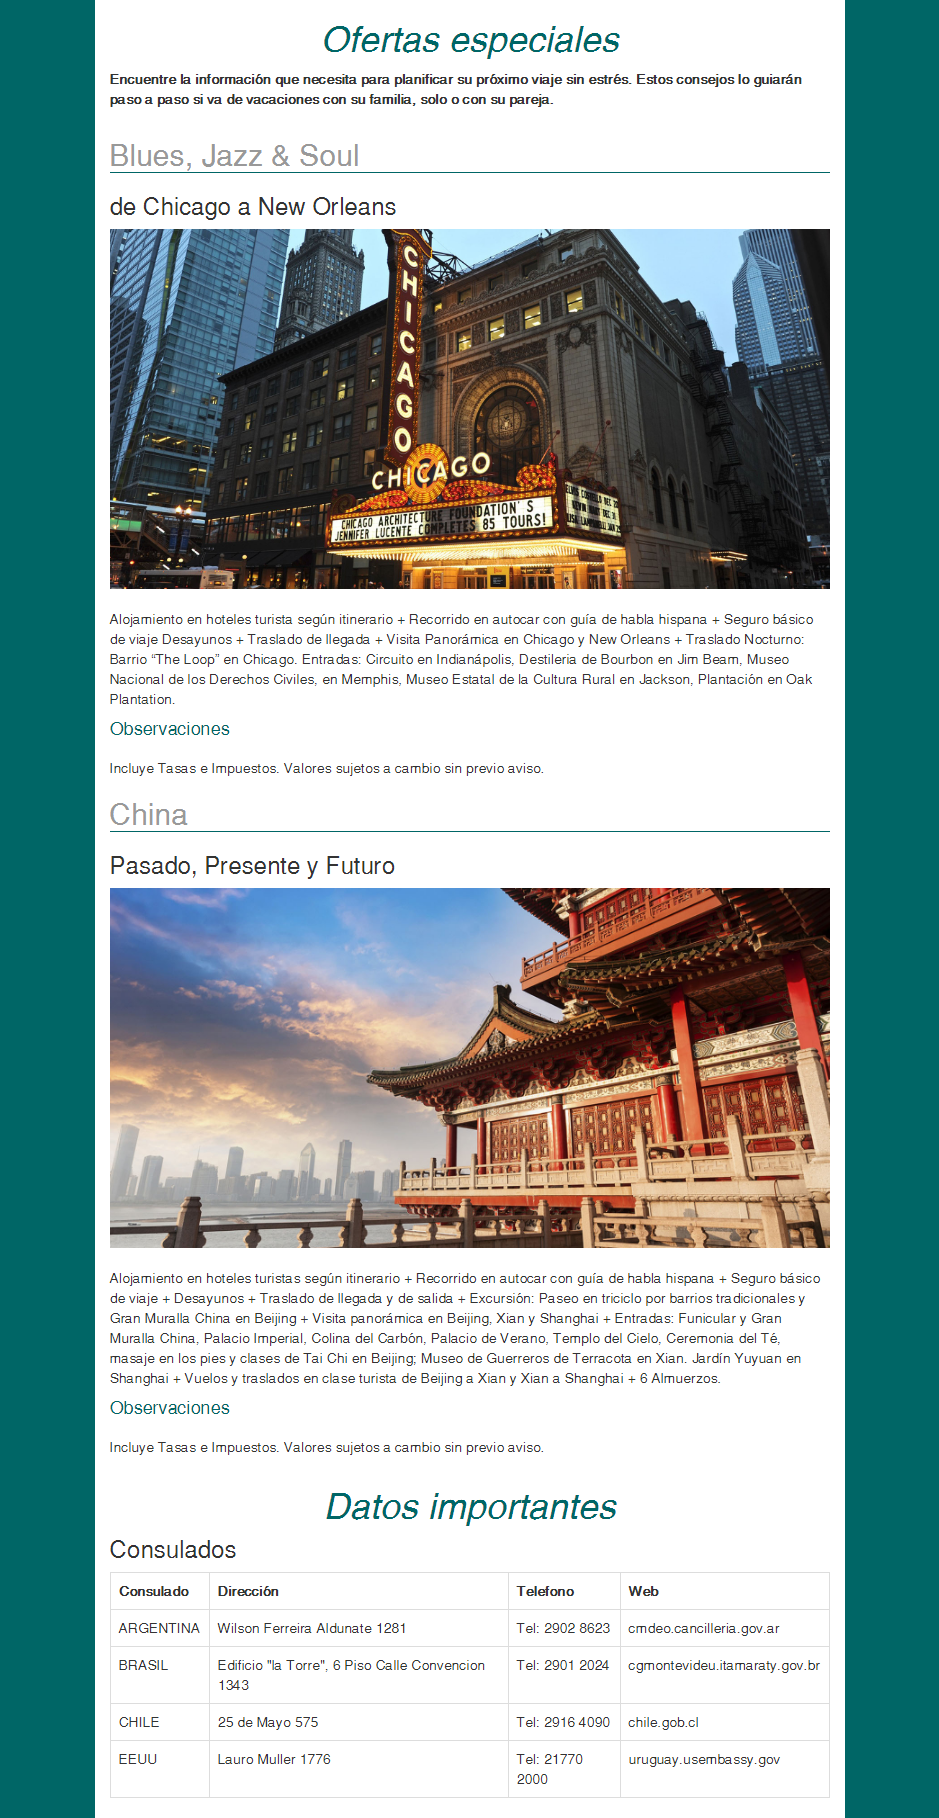 Ofertas especiales
Encuentre la información que necesita para planificar su próximo viaje sin estrés. Estos consejos lo guiarán
paso a paso si va de vacaciones con su familia, solo o con su pareja.
Blues, Jazz & Soul
de Chicago a New Orleans
CHICAGO
CHICAGO
CHICAGO ARCHITECTURE FOUNDATION'S
JENNIFER LUCENTE COMPLETES 85 TOURS!
Alojamiento en hoteles turista según itinerario + Recorrido en autocar con guía de habla hispana + Seguro básico
de viaje Desayunos + Traslado de llegada + Visita Panorámica en Chicago y New Orleans + Traslado Nocturno:
Barrio “The Loop” en Chicago. Entradas: Circuito en Indianápolis, Destileria de Bourbon en Jim Beam, Museo
Nacional de los Derechos Civiles, en Memphis, Museo Estatal de la Cultura Rural en Jackson, Plantación en Oak
Plantation.
Observaciones
Incluye Tasas e Impuestos. Valores sujetos a cambio sin previo aviso.
China
Pasado, Presente y Futuro
Alojamiento en hoteles turistas según itinerario + Recorrido en autocar con guía de habla hispana + Seguro básico
de viaje + Desayunos + Traslado de llegada y de salida + Excursión: Paseo en triciclo por barrios tradicionales y
Gran Muralla China en Beijing + Visita panorámica en Beijing, Xian y Shanghai + Entradas: Funicular y Gran
Muralla China, Palacio Imperial, Colina del Carbón, Palacio de Verano, Templo del Cielo, Ceremonia del Té,
masaje en los pies y clases de Tai Chi en Beijing; Museo de Guerreros de Terracota en Xian. Jardín Yuyuan en
Shanghai + Vuelos y traslados en clase turista de Beijing a Xian y Xian a Shanghai + 6 Almuerzos.
Observaciones
Incluye Tasas e Impuestos. Valores sujetos a cambio sin previo aviso.
Datos importantes
Consulados
Consulado Dirección Telefono Web
ARGENTINA Wilson Ferreira Aldunate 1281 Tel: 2902 8623 cmdeo.cancilleria.gov.ar
BRASIL Edificio "la Torre", 6 Piso Calle Convencion Tel: 2901 2024 cgmontevideu.itamaraty.gov.br
1343
CHILE 25 de Mayo 575 Tel: 2916 4090 chile.gob.cl
EEUU Lauro Muller 1776 Tel: 21770 uruguay.usembassy.gov
2000